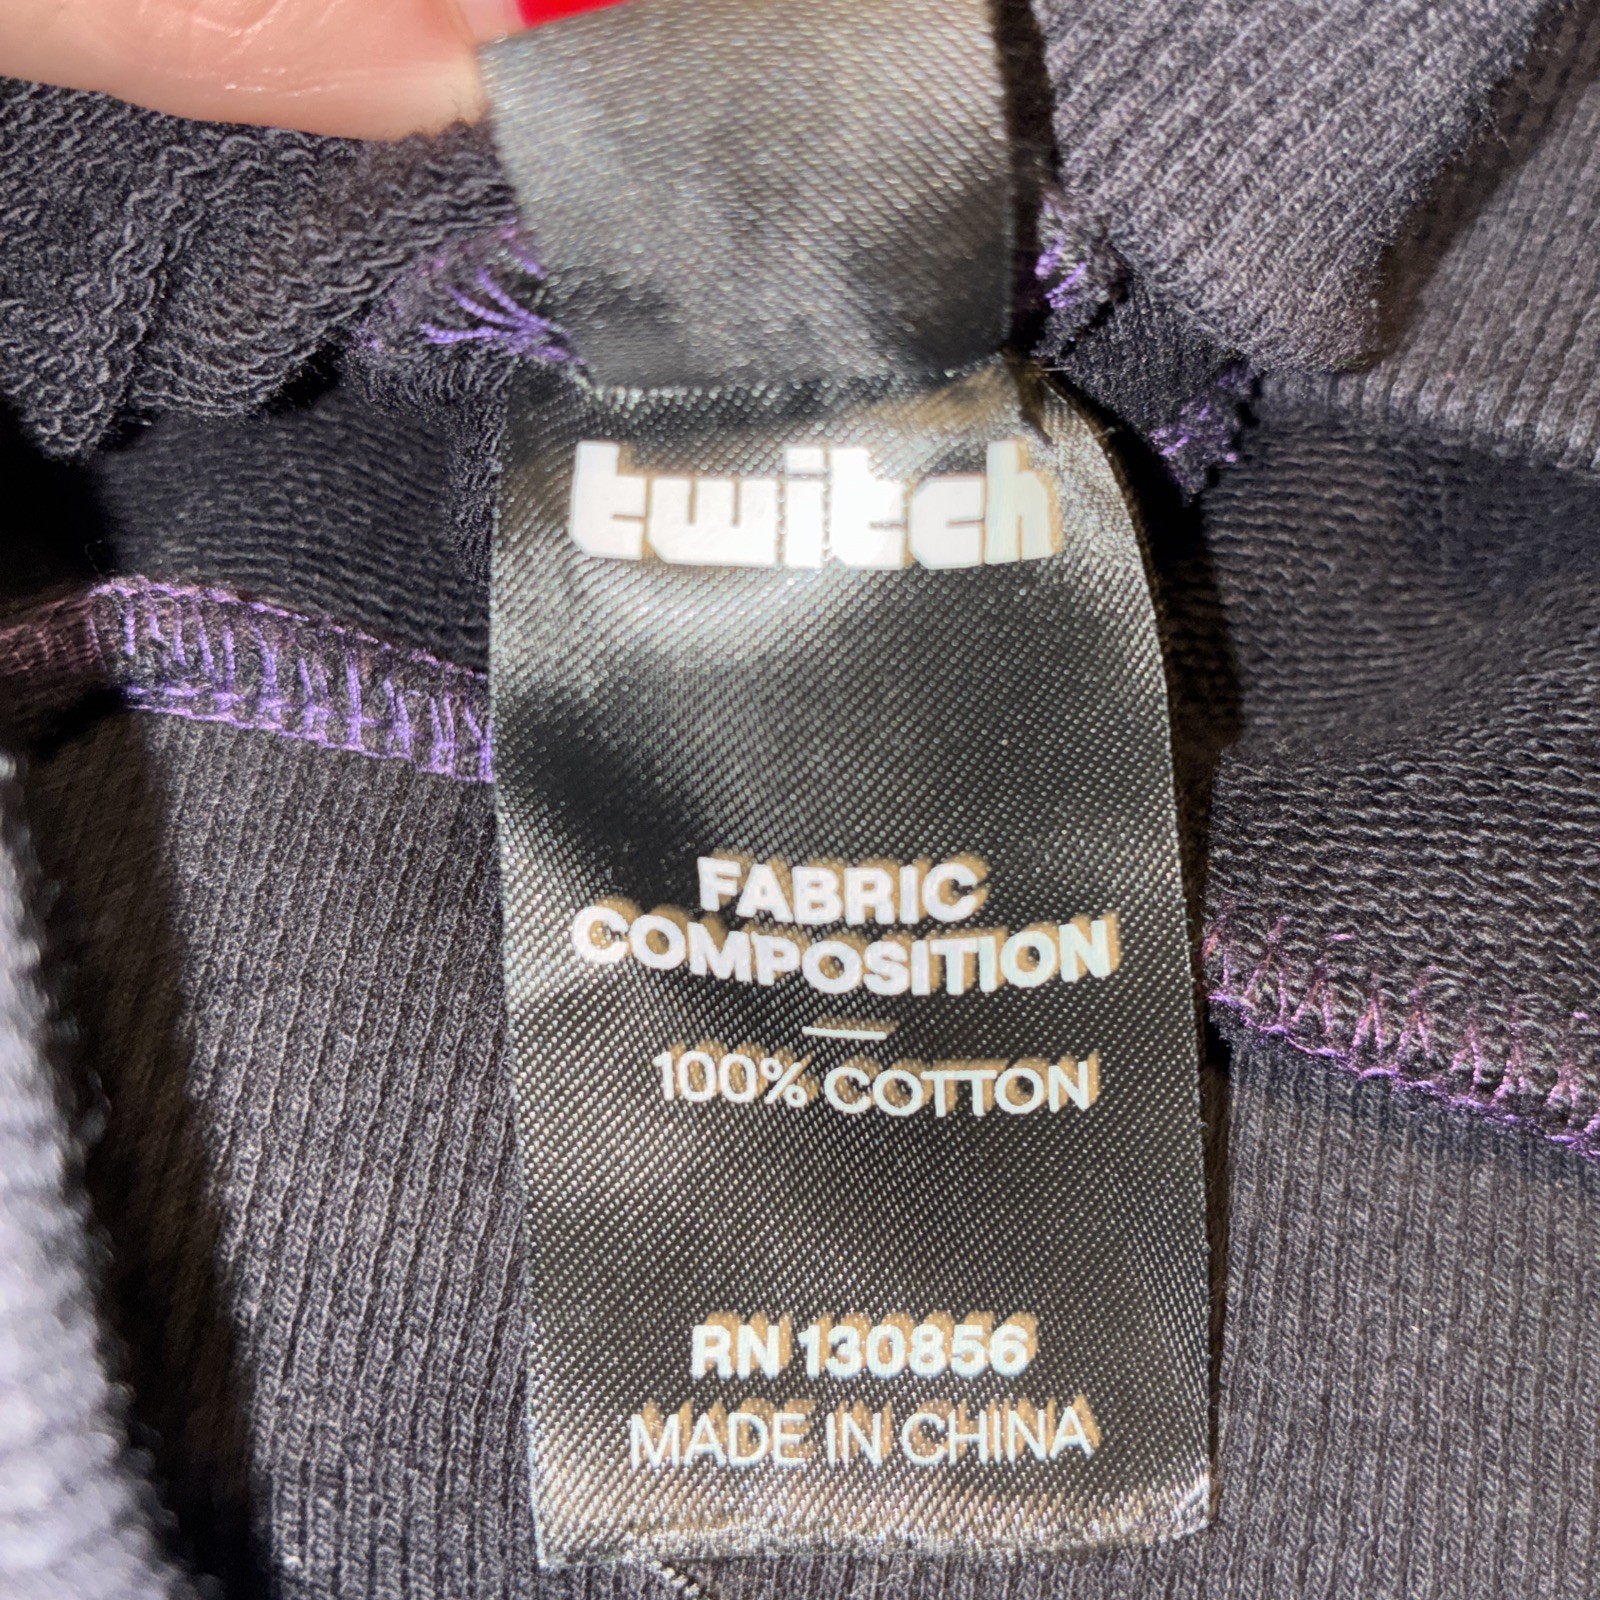 twitch
FABRIC
COMPOSITION
—
100% COTTON
RN 130856
MADE IN CHINA